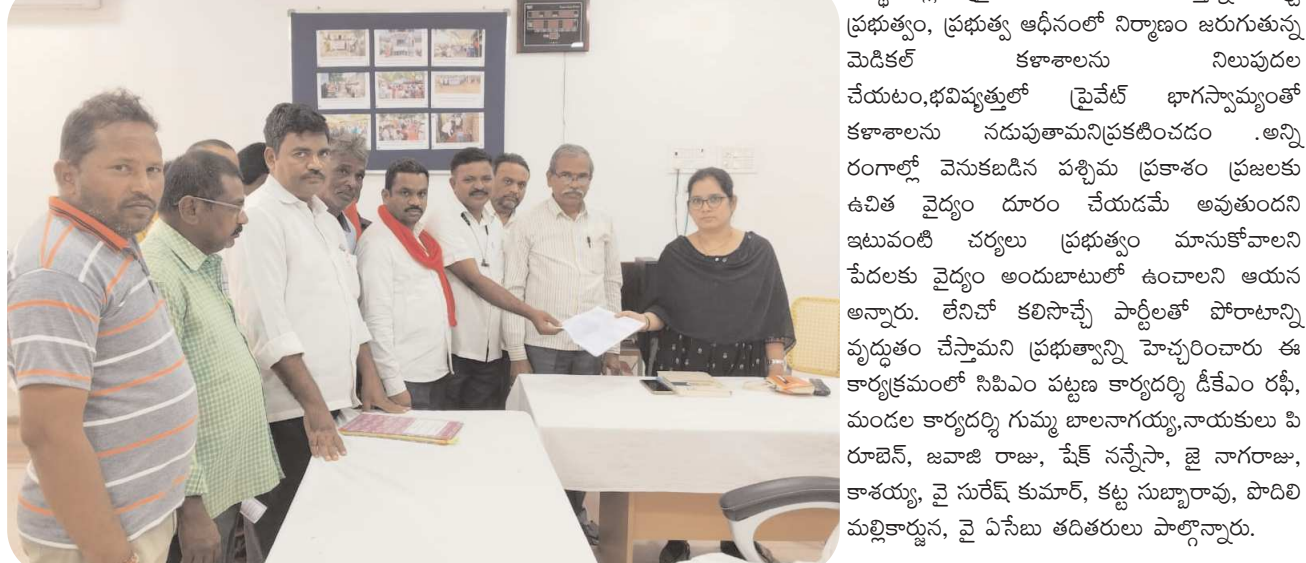 ప్రభుత్వం, ప్రభుత్వ ఆధీనంలో నిర్మాణం జరుగుతున్న
మెడికల్ కళాశాలను నిలుపుదల
చేయటం,భవిష్యత్తులో ప్రైవేట్ భాగస్వామ్యంతో
కళాశాలను నడుపుతామనిప్రకటించడం .అన్ని
రంగాల్లో వెనుకబడిన పశ్చిమ ప్రకాశం ప్రజలకు
ఉచిత వైద్యం దూరం చేయడమే అవుతుందని
ఇటువంటి చర్యలు ప్రభుత్వం మానుకోవాలని
పేదలకు వైద్యం అందుబాటులో ఉంచాలని ఆయన
అన్నారు. లేనిచో కలిసొచ్చే పార్టీలతో పోరాటాన్ని
వృద్ధుతం చేస్తామని ప్రభుత్వాన్ని హెచ్చరించారు ఈ
కార్యక్రమంలో సిపిఎం పట్టణ కార్యదర్శి డీకేఎం రఫీ,
మండల కార్యదర్శి గుమ్మ బాలనాగయ్య,నాయకులు పి
రూబెన్, జవాజి రాజు, షేక్ నన్నేసా, జై నాగరాజు,
కాశయ్య, వై సురేష్ కుమార్, కట్ట సుబ్బారావు, పొదిలి
మల్లికార్జున, వై ఏసేబు తదితరులు పాల్గొన్నారు.